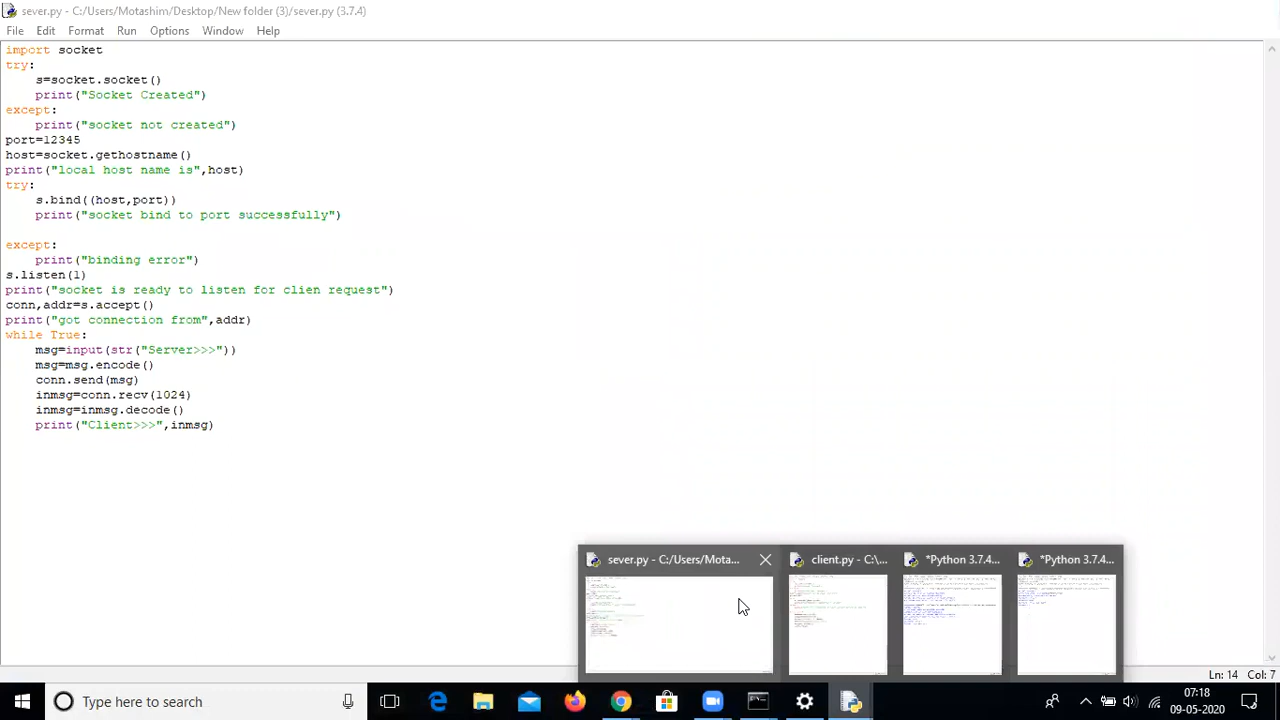 sever.py - C:/Users/Motashim/Desktop/New folder (3)/sever.py (3.7.4)
File Edit Format Run Options Window Help
import socket
try:
    s=socket.socket()
    print("Socket Created")
except:
    print("socket not created")
port=12345
host=socket.gethostname()
print("local host name is",host)
try:
    s.bind((host,port))
    print("socket bind to port successfully")
except:
    print("binding error")
s.listen(1)
print("socket is ready to listen for clien request")
conn,addr=s.accept()
print("got connection from",addr)
while True:
    msg=input(str("Server>>>"))
    msg=msg.encode()
    conn.send(msg)
    inmsg=conn.recv(1024)
    inmsg=inmsg.decode()
    print("Client>>>",inmsg)
sever.py - C:/Users/Mota... client.py - C:\... *Python 3.7.4... *Python 3.7.4...
Ln: 14 Col: 7
Type here to search
07:18
09-05-2020